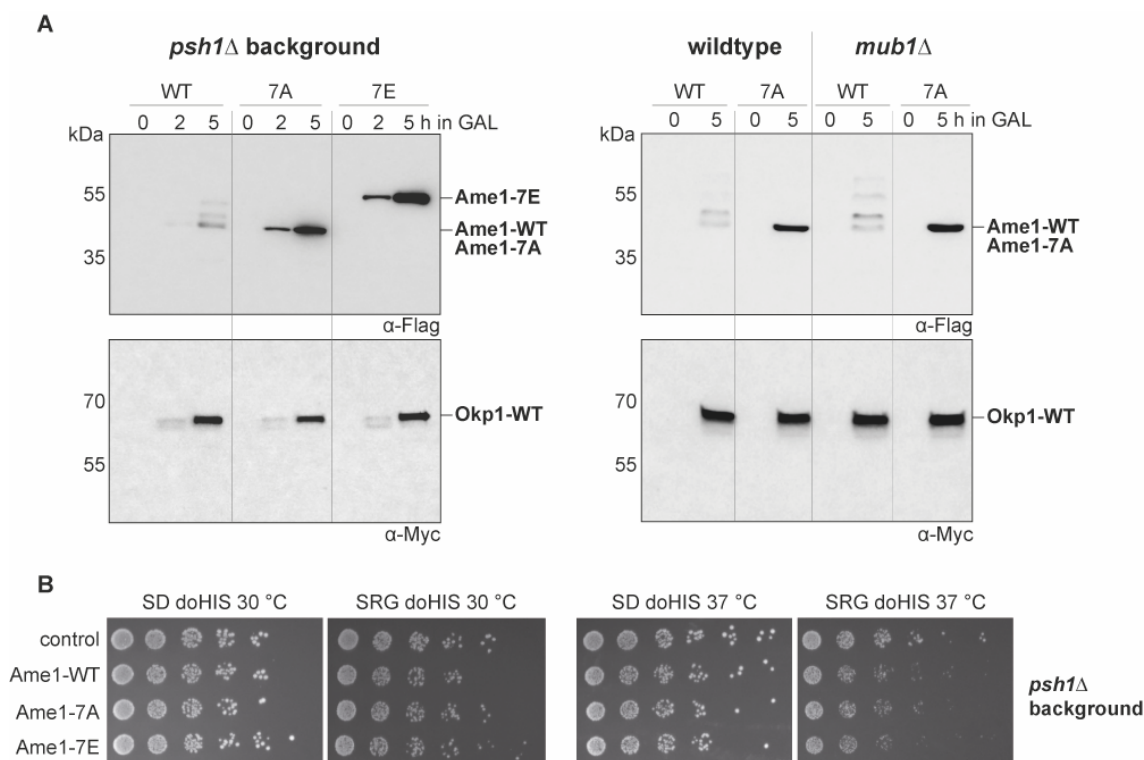 A
psh1Δ background
wildtype
mub1Δ
WT 7A 7E
WT 7A WT 7A
kDa 0 2 5 0 2 5 0 2 5 h in GAL
kDa 0 5 0 5 0 5 0 5 h in GAL
55
Ame1-7E
Ame1-WT
Ame1-7A
35
α-Flag
55
Ame1-WT
Ame1-7A
35
α-Flag
70
Okp1-WT
55
α-Myc
70
Okp1-WT
55
α-Myc
B
SD doHIS 30 °C SRG doHIS 30 °C SD doHIS 37 °C SRG doHIS 37 °C
control
Ame1-WT
Ame1-7A
Ame1-7E
psh1Δ
background